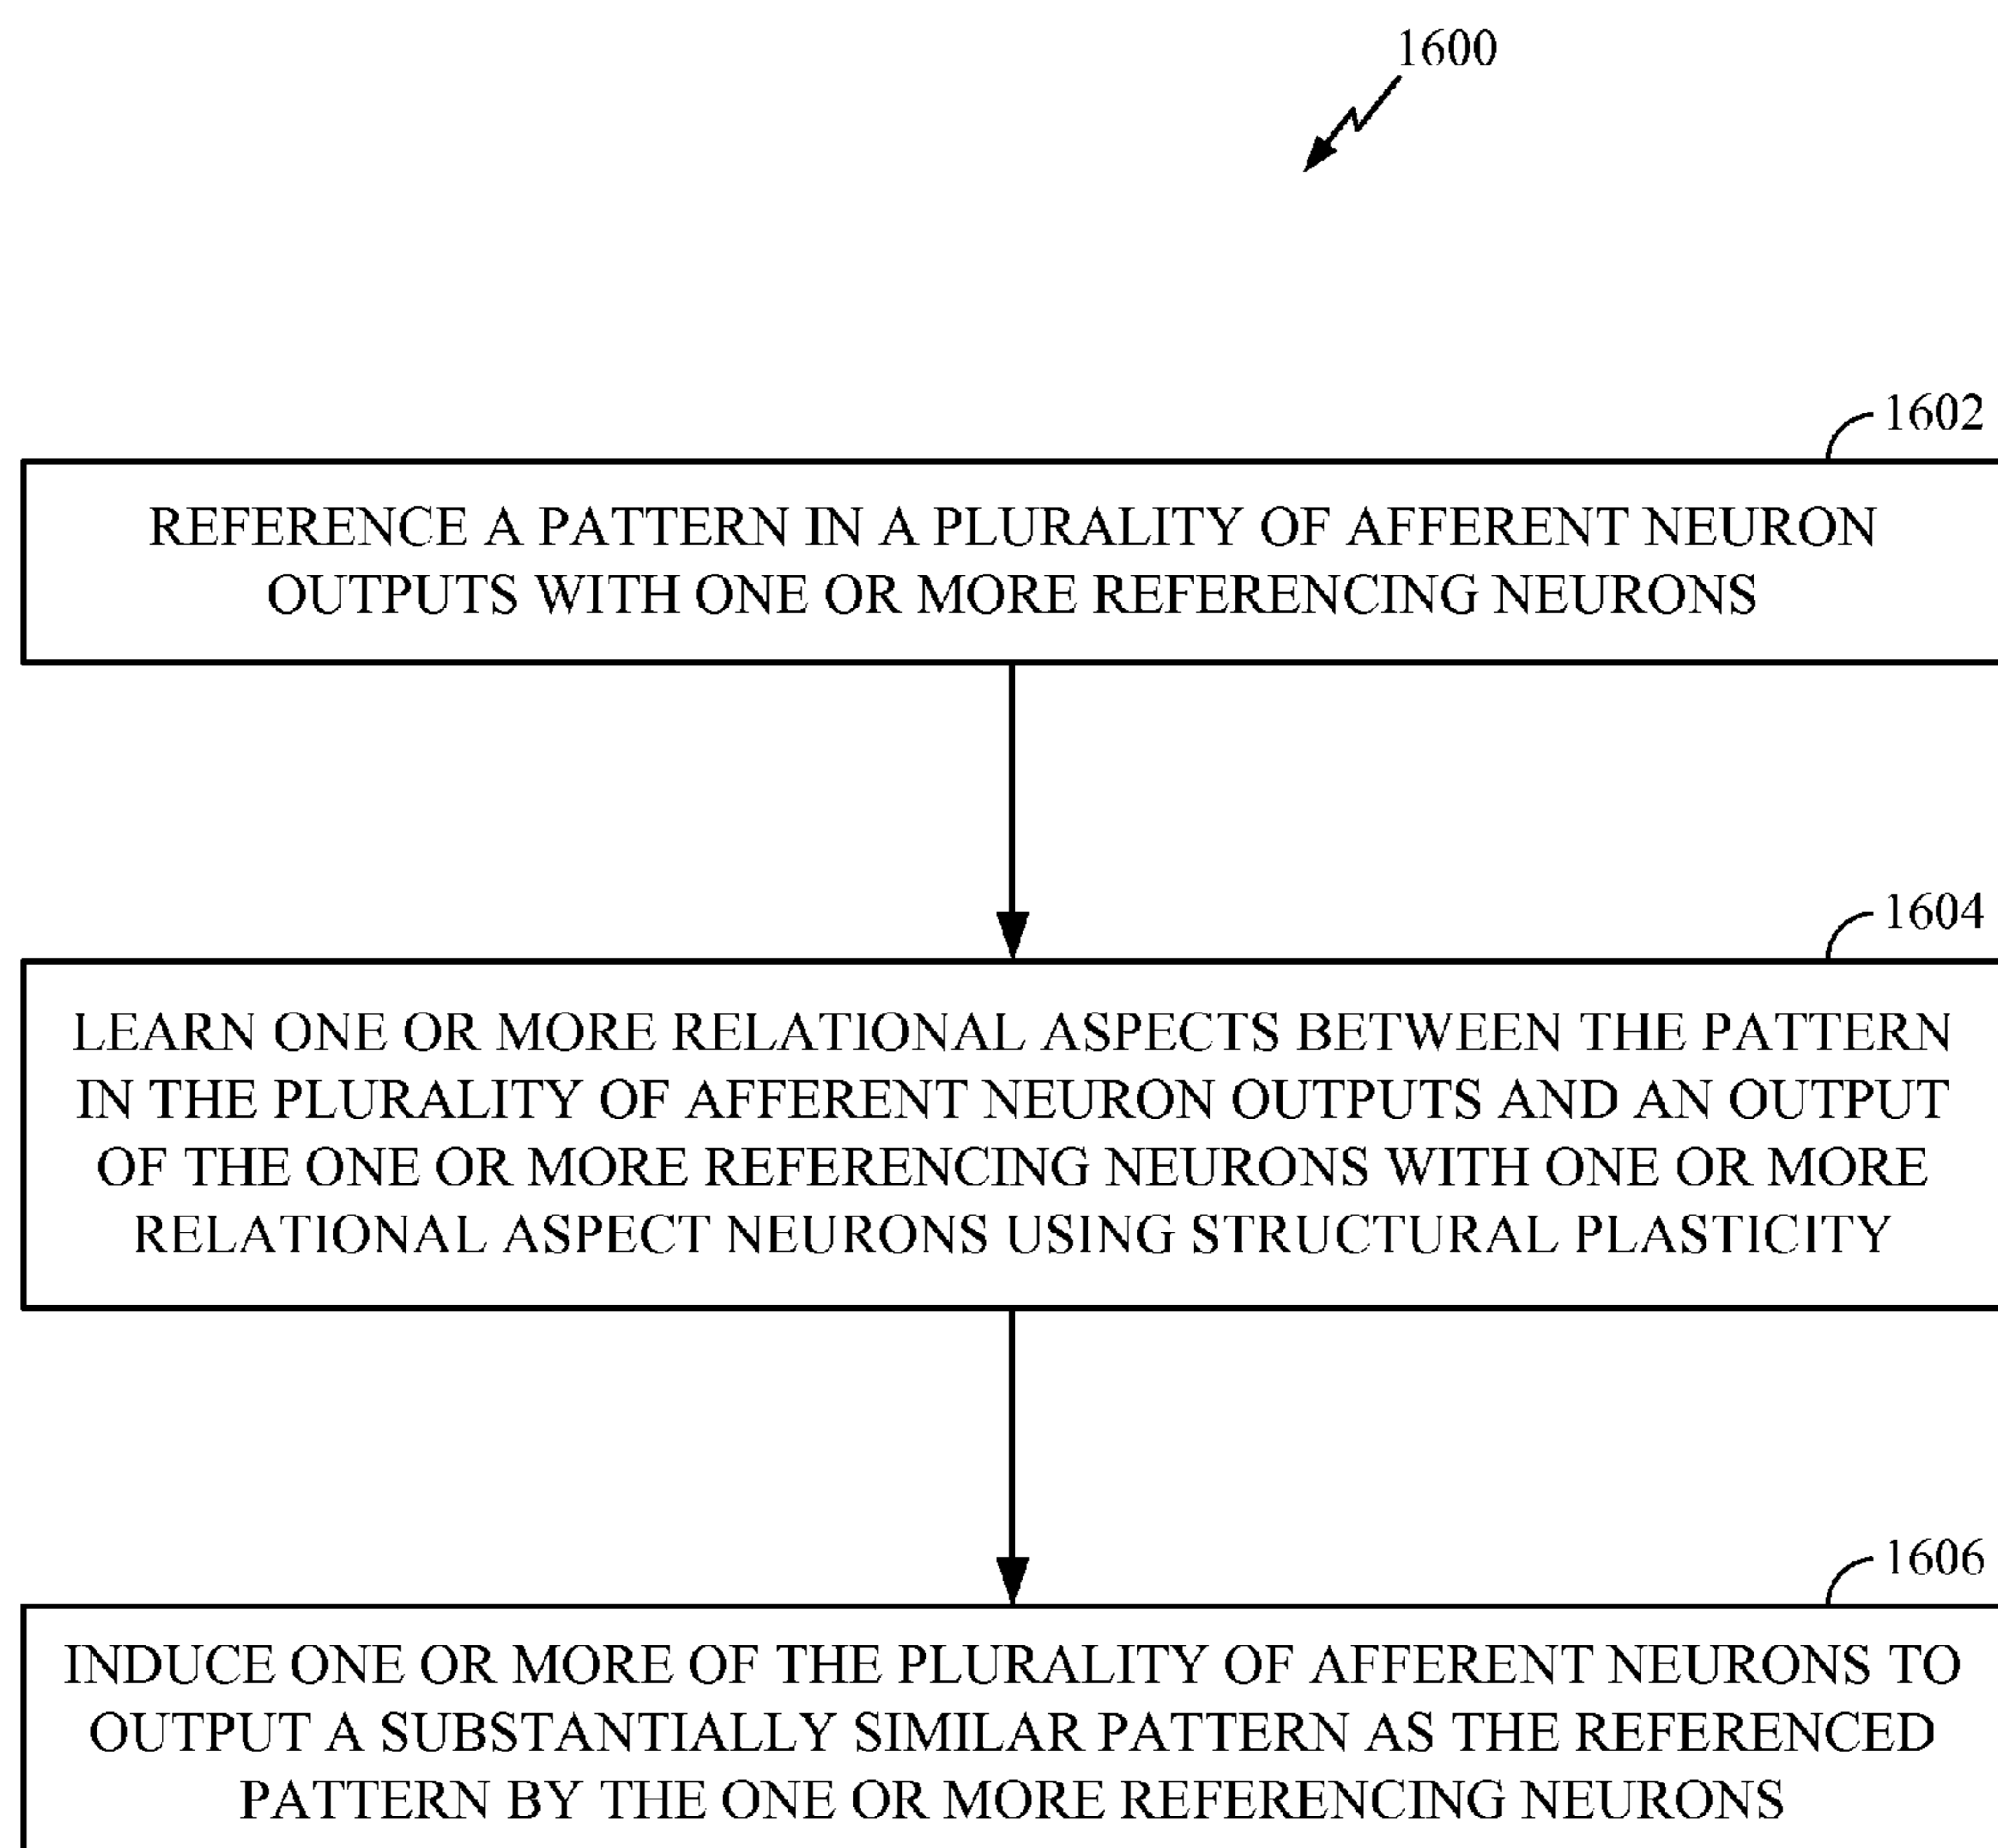 1600
1602
REFERENCE A PATTERN IN A PLURALITY OF AFFERENT NEURON
OUTPUTS WITH ONE OR MORE REFERENCING NEURONS
1604
LEARN ONE OR MORE RELATIONAL ASPECTS BETWEEN THE PATTERN
IN THE PLURALITY OF AFFERENT NEURON OUTPUTS AND AN OUTPUT
OF THE ONE OR MORE REFERENCING NEURONS WITH ONE OR MORE
RELATIONAL ASPECT NEURONS USING STRUCTURAL PLASTICITY
1606
INDUCE ONE OR MORE OF THE PLURALITY OF AFFERENT NEURONS TO
OUTPUT A SUBSTANTIALLY SIMILAR PATTERN AS THE REFERENCED
PATTERN BY THE ONE OR MORE REFERENCING NEURONS